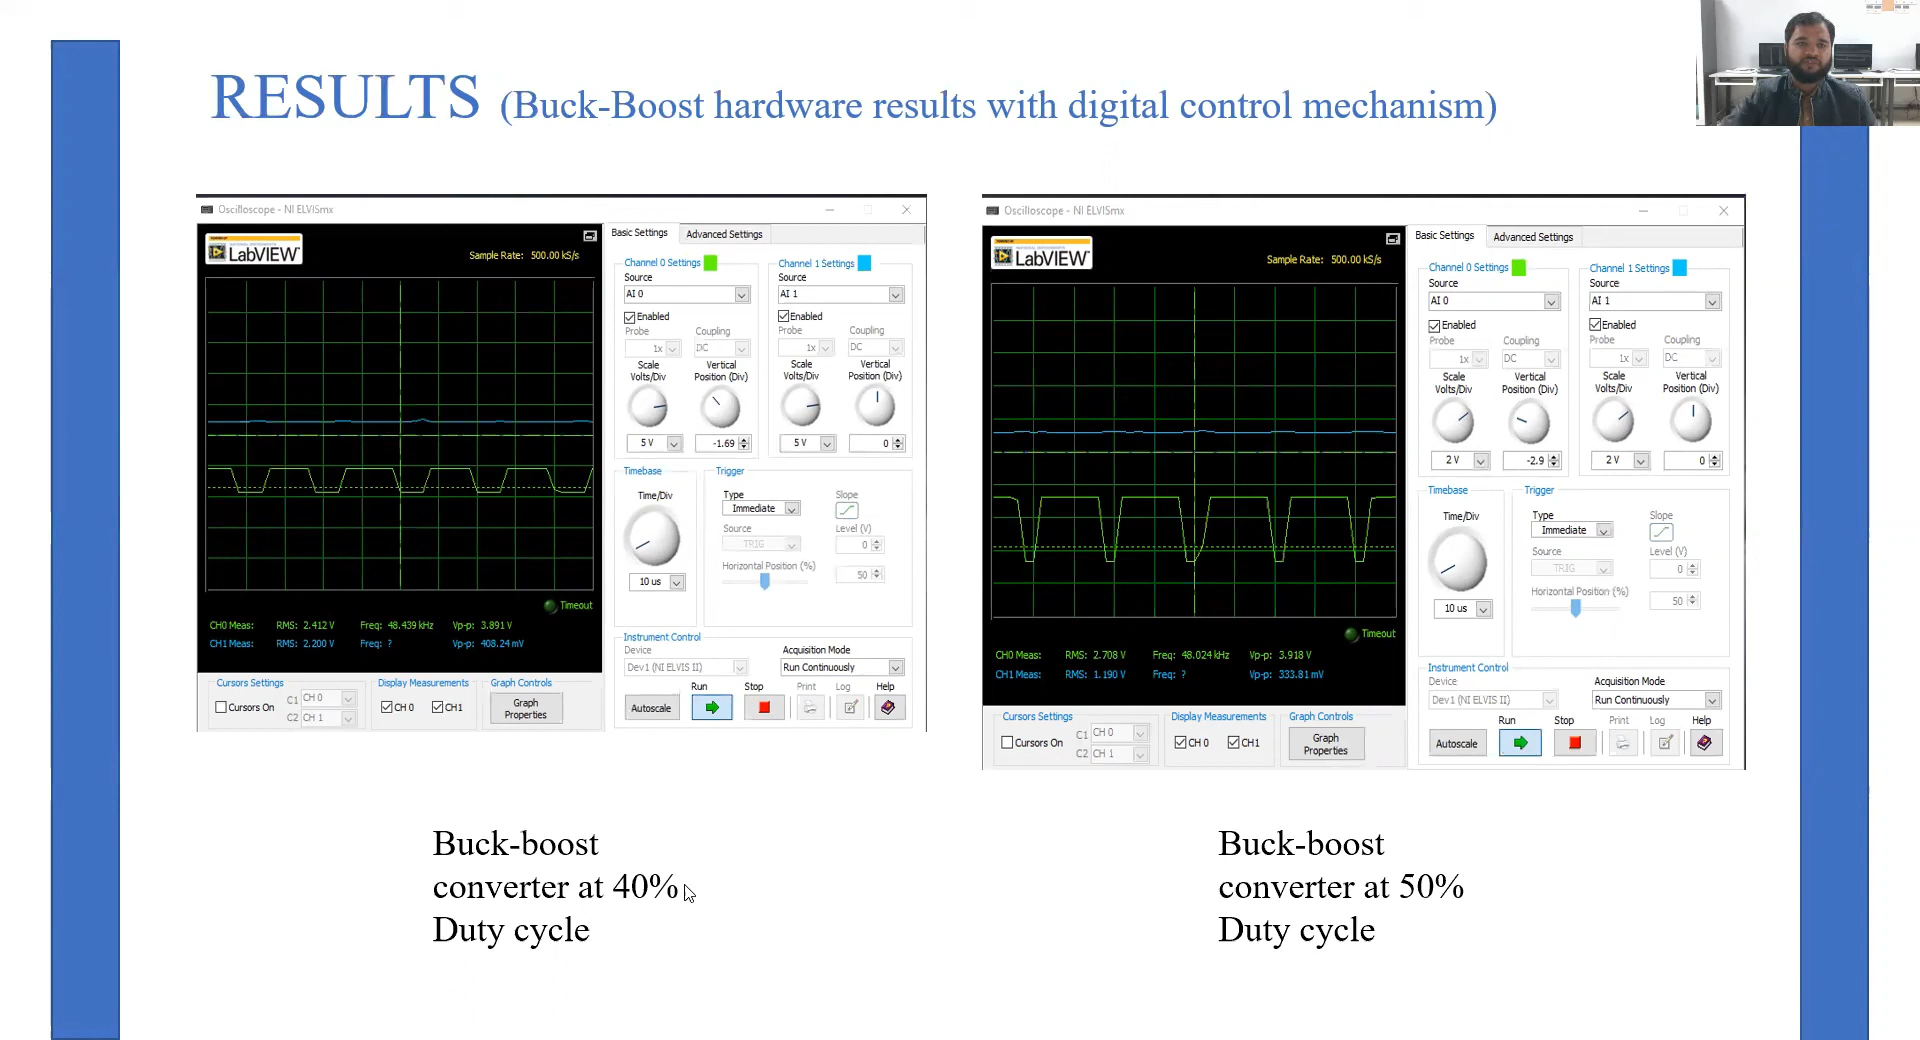 RESULTS (Buck-Boost hardware results with digital control mechanism)
Oscilloscope - NI ELVISmx
LabVIEW™
Sample Rate: 500.00 kS/s
Timeout
CH0 Meas: RMS: 2.412 V Freq: 48.439 kHz Vp-p: 3.891 V
CH1 Meas: RMS: 2.200 V Freq: ? Vp-p: 408.24 mV
Cursors Settings
Cursors On
C1 CH 0
C2 CH 1
Display Measurements
CH 0 CH1
Graph Controls
Graph
Properties
Basic Settings Advanced Settings
Channel 0 Settings
Source
AI 0
Enabled
Probe Coupling
1x DC
Scale Vertical
Volts/Div Position (Div)
5 V -1.69
Channel 1 Settings
Source
AI 1
Enabled
Probe Coupling
1x DC
Scale Vertical
Volts/Div Position (Div)
5 V 0
Timebase
Time/Div
10 us
Trigger
Type Slope
Immediate
Source Level (V)
TRIG 0
Horizontal Position (%)
50
Instrument Control
Device Acquisition Mode
Dev1 (NI ELVIS II) Run Continuously
Run Stop Print Log Help
Autoscale
Oscilloscope - NI ELVISmx
LabVIEW™
Sample Rate: 500.00 kS/s
Timeout
CH0 Meas: RMS: 2.708 V Freq: 48.024 kHz Vp-p: 3.918 V
CH1 Meas: RMS: 1.190 V Freq: ? Vp-p: 333.81 mV
Cursors Settings
Cursors On
C1 CH 0
C2 CH 1
Display Measurements
CH 0 CH1
Graph Controls
Graph
Properties
Basic Settings Advanced Settings
Channel 0 Settings
Source
AI 0
Enabled
Probe Coupling
1x DC
Scale Vertical
Volts/Div Position (Div)
2 V -2.9
Channel 1 Settings
Source
AI 1
Enabled
Probe Coupling
1x DC
Scale Vertical
Volts/Div Position (Div)
2 V 0
Timebase
Time/Div
10 us
Trigger
Type Slope
Immediate
Source Level (V)
TRIG 0
Horizontal Position (%)
50
Instrument Control
Device Acquisition Mode
Dev1 (NI ELVIS II) Run Continuously
Run Stop Print Log Help
Autoscale
Buck-boost
converter at 40%
Duty cycle
Buck-boost
converter at 50%
Duty cycle